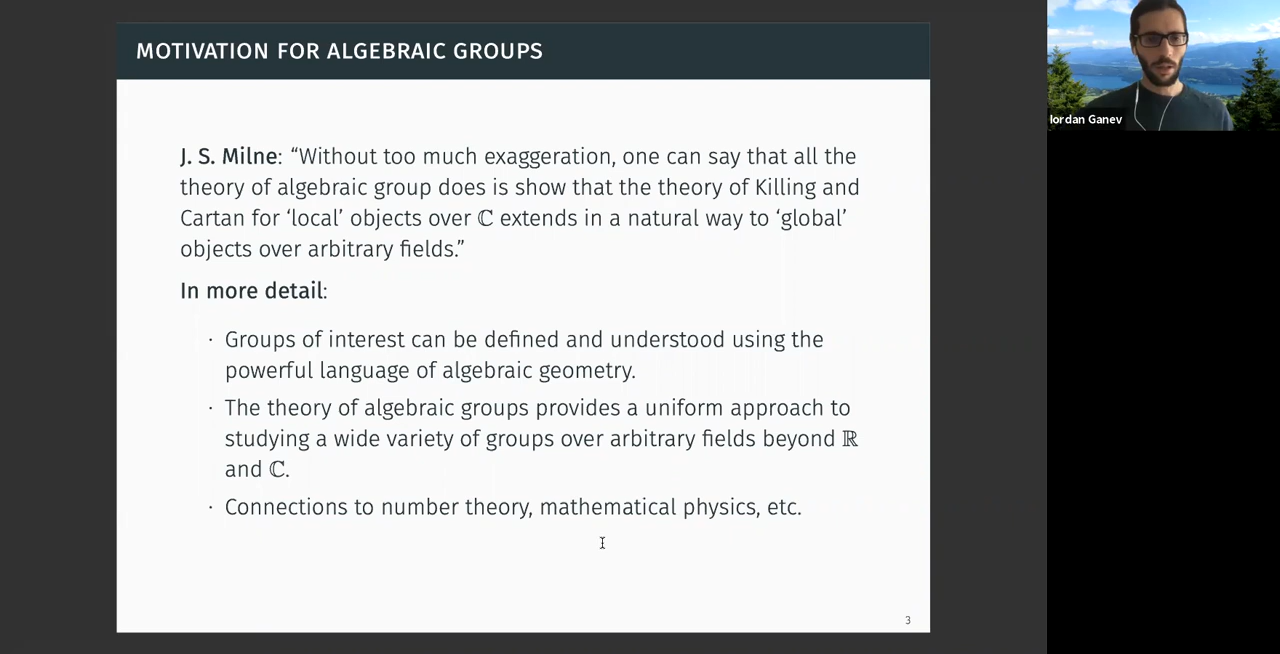 MOTIVATION FOR ALGEBRAIC GROUPS
J. S. Milne: “Without too much exaggeration, one can say that all the
theory of algebraic group does is show that the theory of Killing and
Cartan for ‘local’ objects over ℂ extends in a natural way to ‘global’
objects over arbitrary fields.”
In more detail:
· Groups of interest can be defined and understood using the
powerful language of algebraic geometry.
· The theory of algebraic groups provides a uniform approach to
studying a wide variety of groups over arbitrary fields beyond ℝ
and ℂ.
· Connections to number theory, mathematical physics, etc.
3
Iordan Ganev